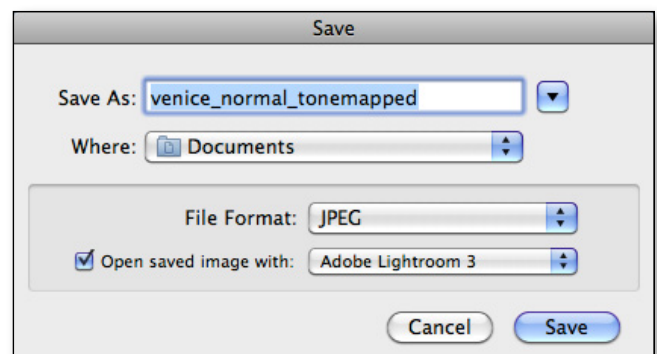 Save
Save As: venice_normal_tonemapped
Where: Documents
File Format: JPEG
Open saved image with: Adobe Lightroom 3
Cancel Save